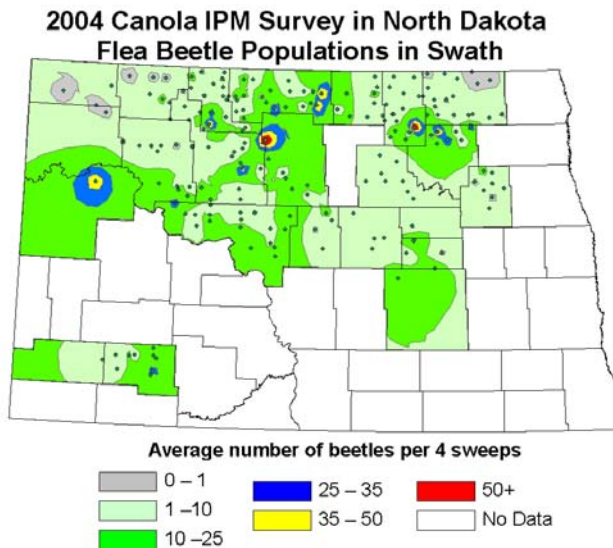 2004 Canola IPM Survey in North Dakota
Flea Beetle Populations in Swath
Average number of beetles per 4 sweeps
0 – 1
25 – 35
50+
1 –10
35 – 50
No Data
10 –25